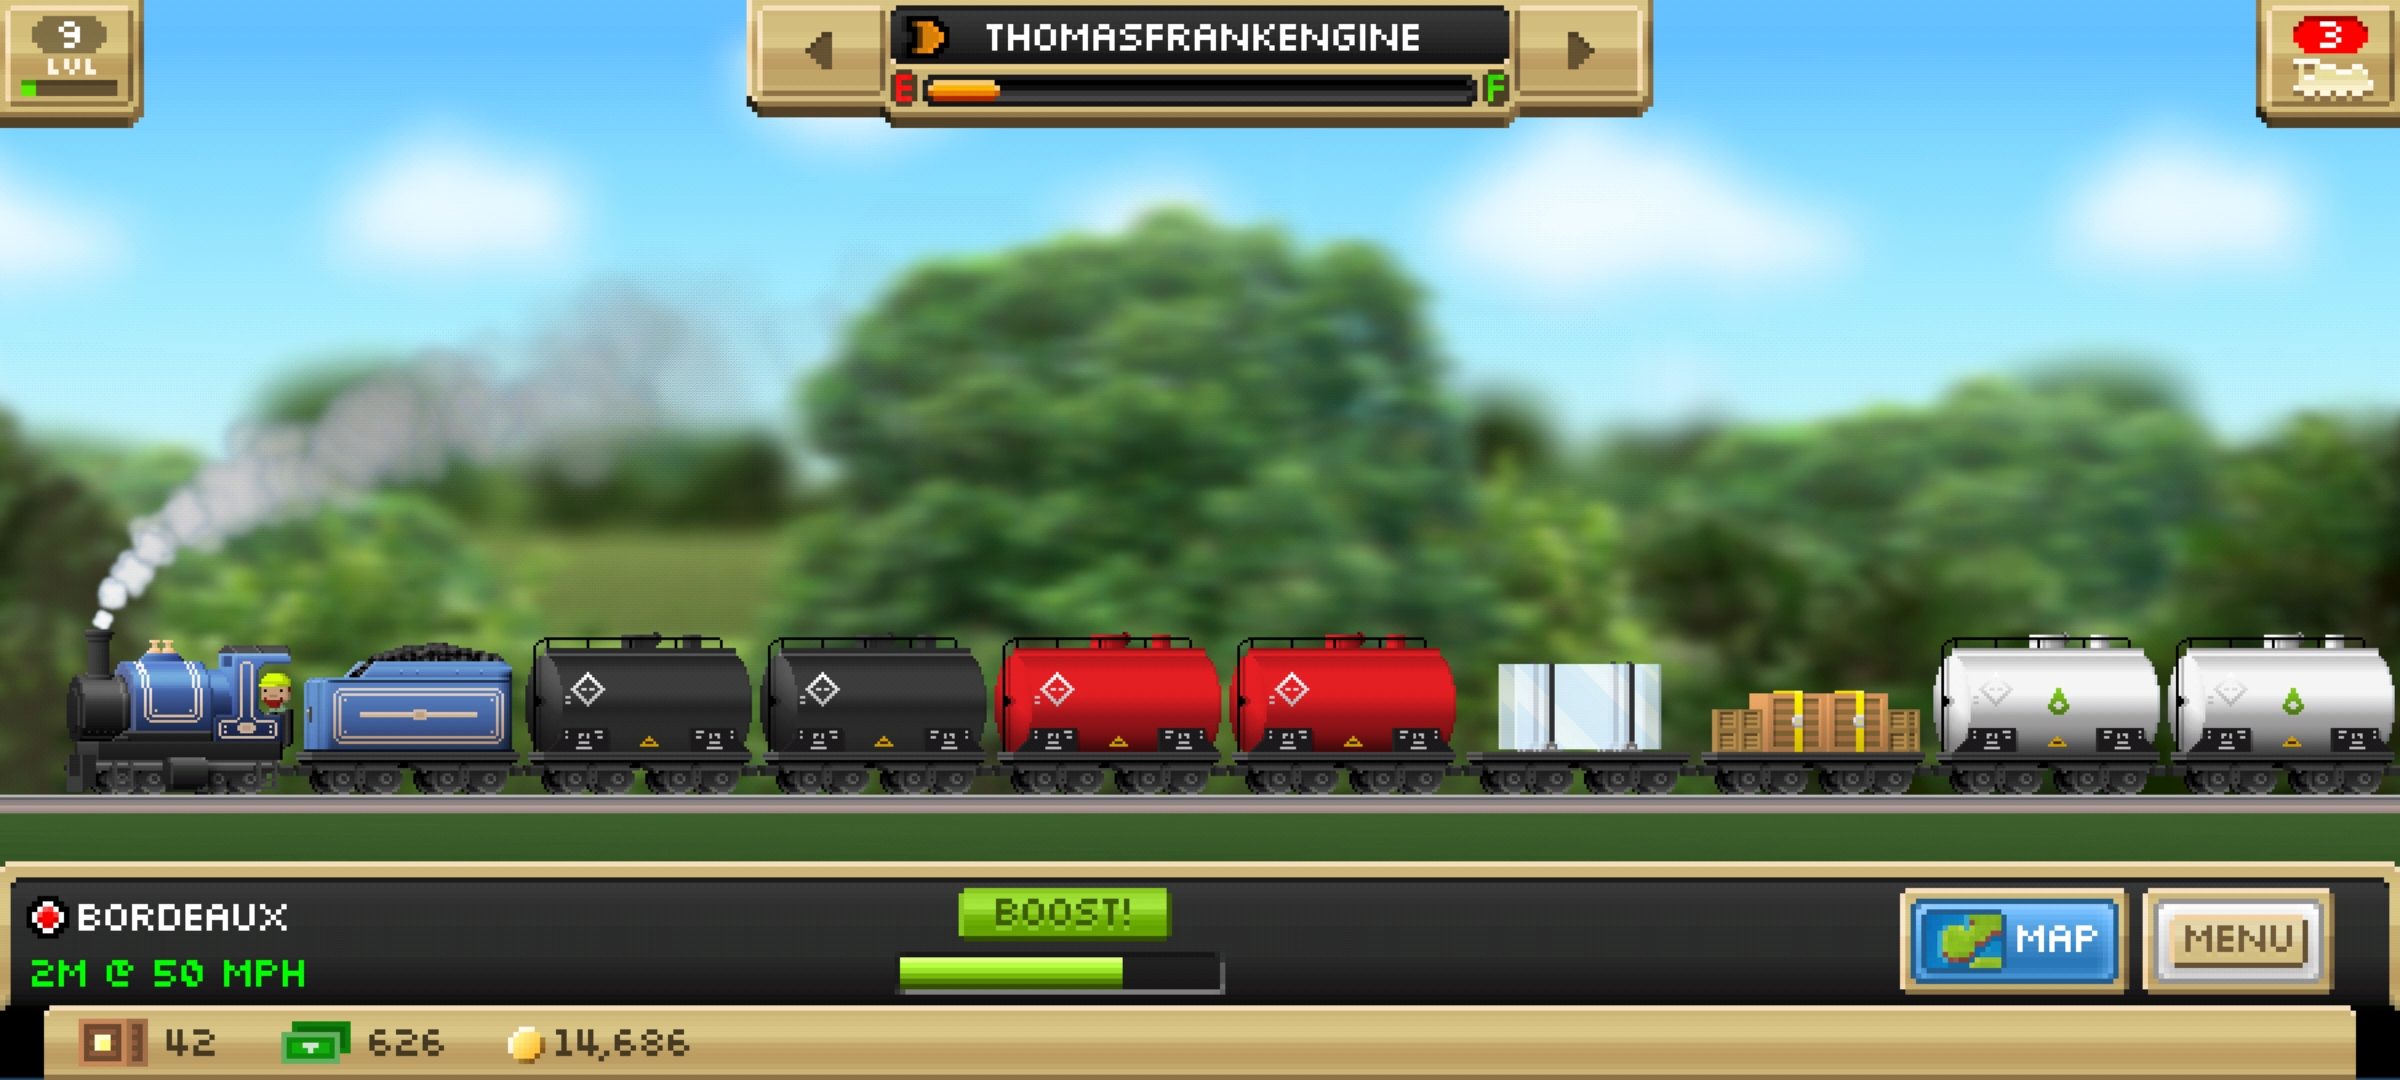 9
LVL
THOMASFRANKENGINE
E F
3
BORDEAUX
2M @ 50 MPH
BOOST!
MAP
MENU
42 626 14,686